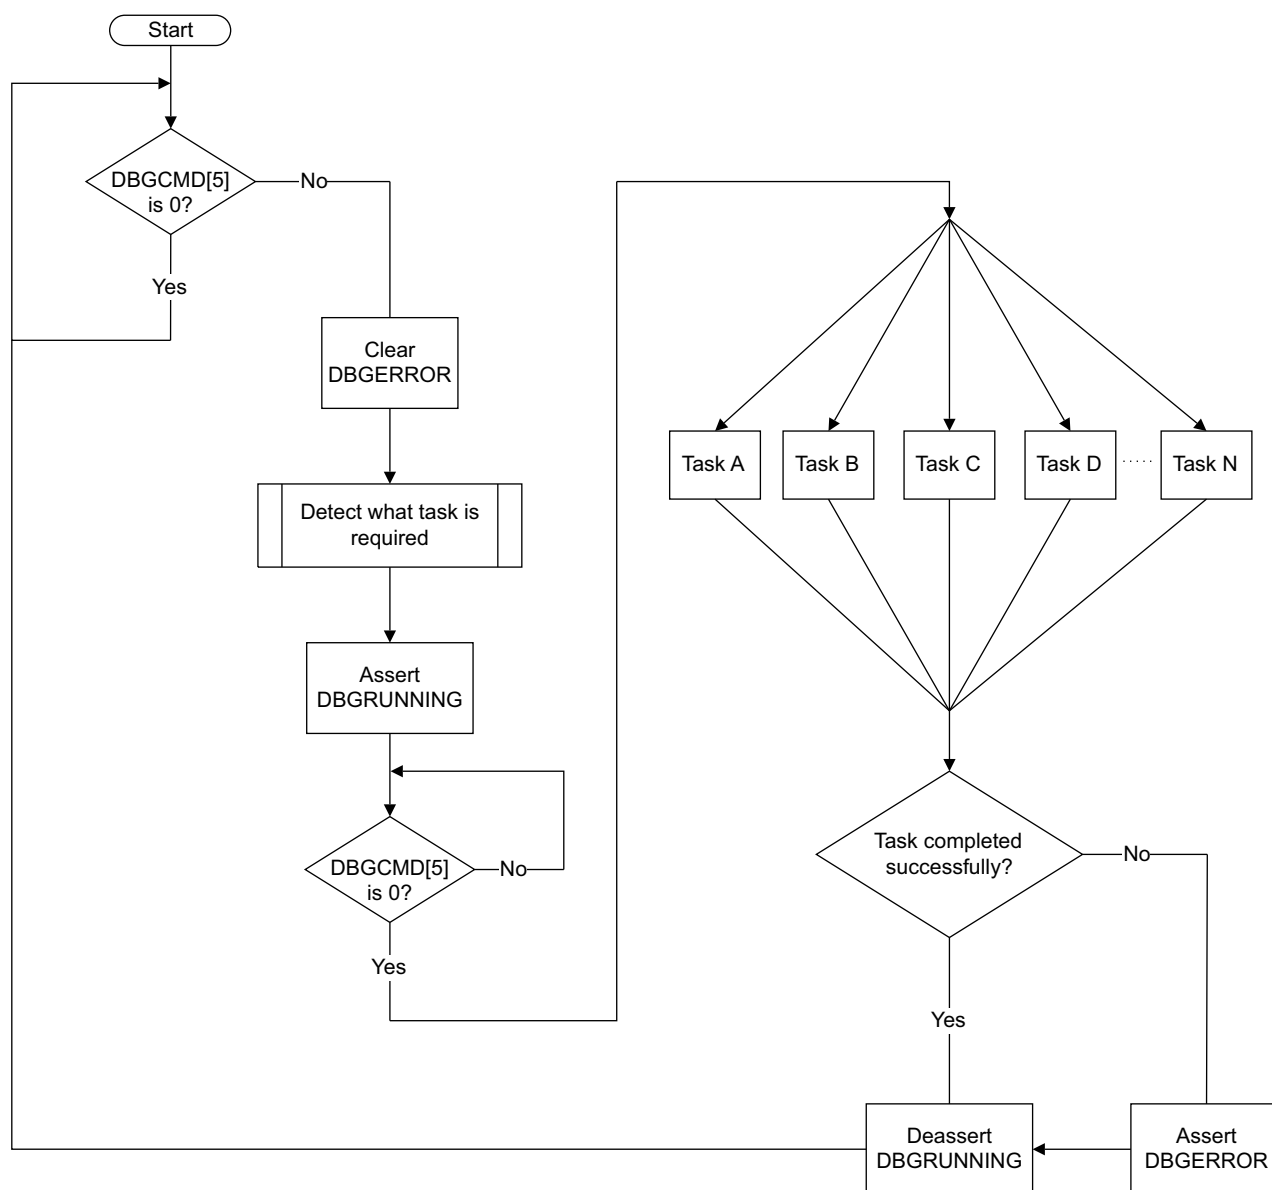 Start
DBGCMD[5]
is 0?
No
Yes
Clear
DBGERROR
Detect what task is
required
Assert
DBGRUNNING
DBGCMD[5]
is 0?
No
Yes
Task A
Task B
Task C
Task D
.....
Task N
Task completed
successfully?
No
Yes
Deassert
DBGRUNNING
Assert
DBGERROR